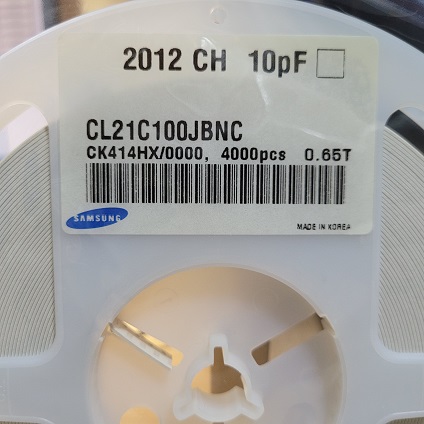 2012 CH 10pF
CL21C100JBNC
CK414HX/0000, 4000pcs 0.65T
SAMSUNG
MADE IN KOREA